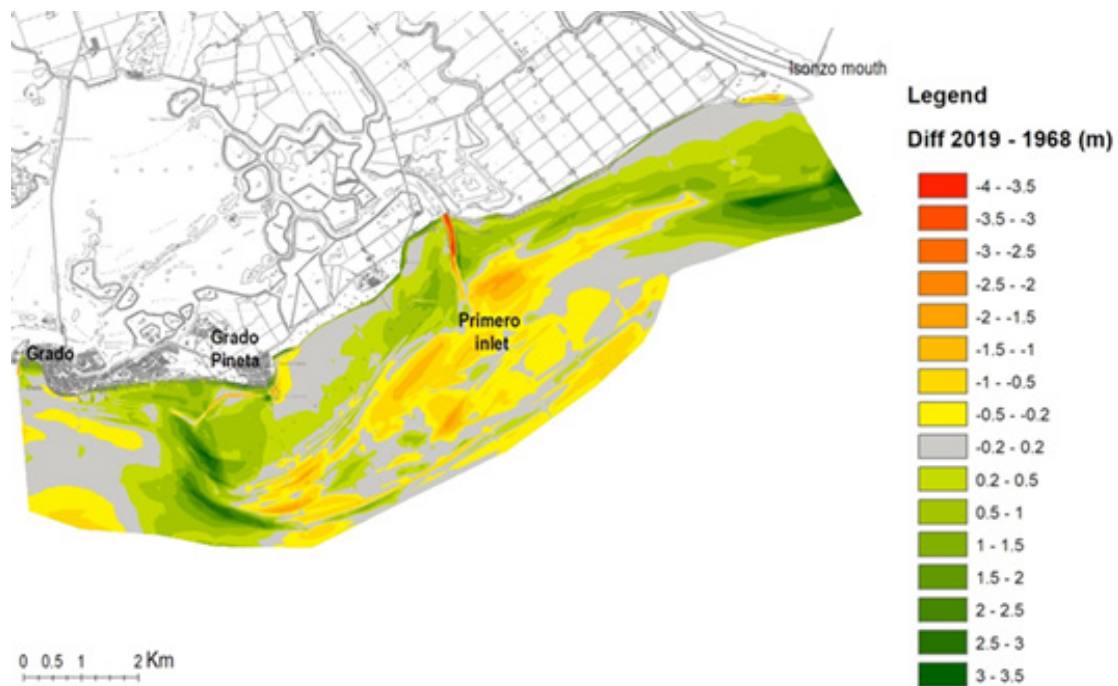 Isonzo mouth
Legend
Diff 2019 - 1968 (m)
-4 - -3.5
-3.5 - -3
-3 - -2.5
-2.5 - -2
-2 - -1.5
-1.5 - -1
-1 - -0.5
-0.5 - -0.2
-0.2 - 0.2
0.2 - 0.5
0.5 - 1
1 - 1.5
1.5 - 2
2 - 2.5
2.5 - 3
3 - 3.5
Primero
inlet
Grado
Pineta
Grado
0 0.5 1 2 Km